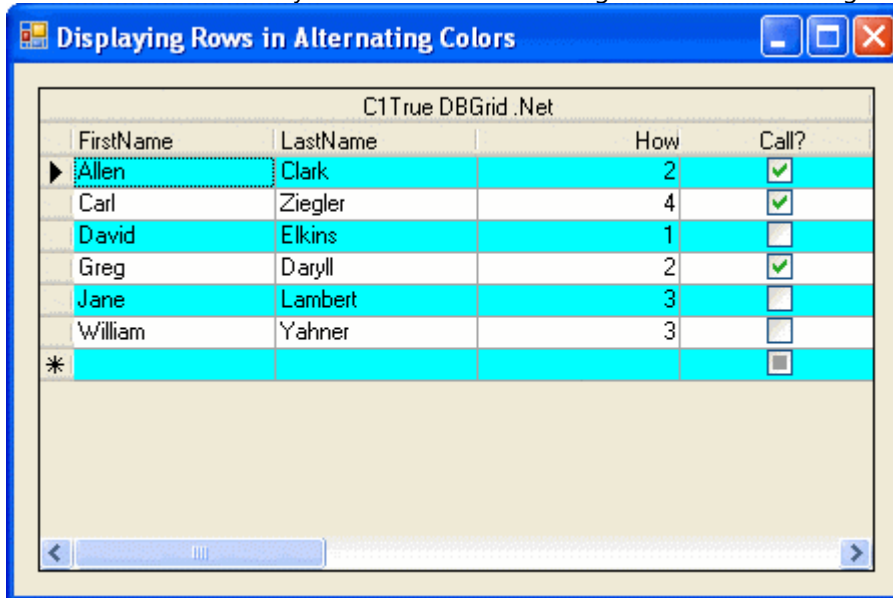 Displaying Rows in Alternating Colors
C1True DBGrid .Net
FirstName LastName How Call?
Allen Clark 2
Carl Ziegler 4
David Elkins 1
Greg Daryll 2
Jane Lambert 3
William Yahner 3